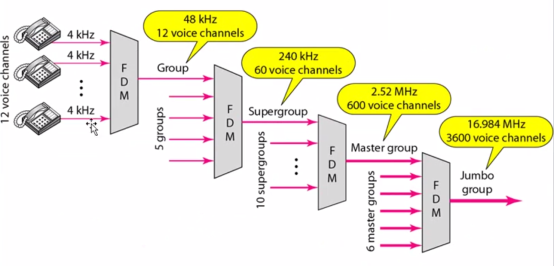 12 voice channels
4 kHz
4 kHz
4 kHz
F
D
M
48 kHz
12 voice channels
Group
5 groups
F
D
M
240 kHz
60 voice channels
Supergroup
10 supergroups
F
D
M
2.52 MHz
600 voice channels
Master group
6 master groups
F
D
M
16.984 MHz
3600 voice channels
Jumbo
group